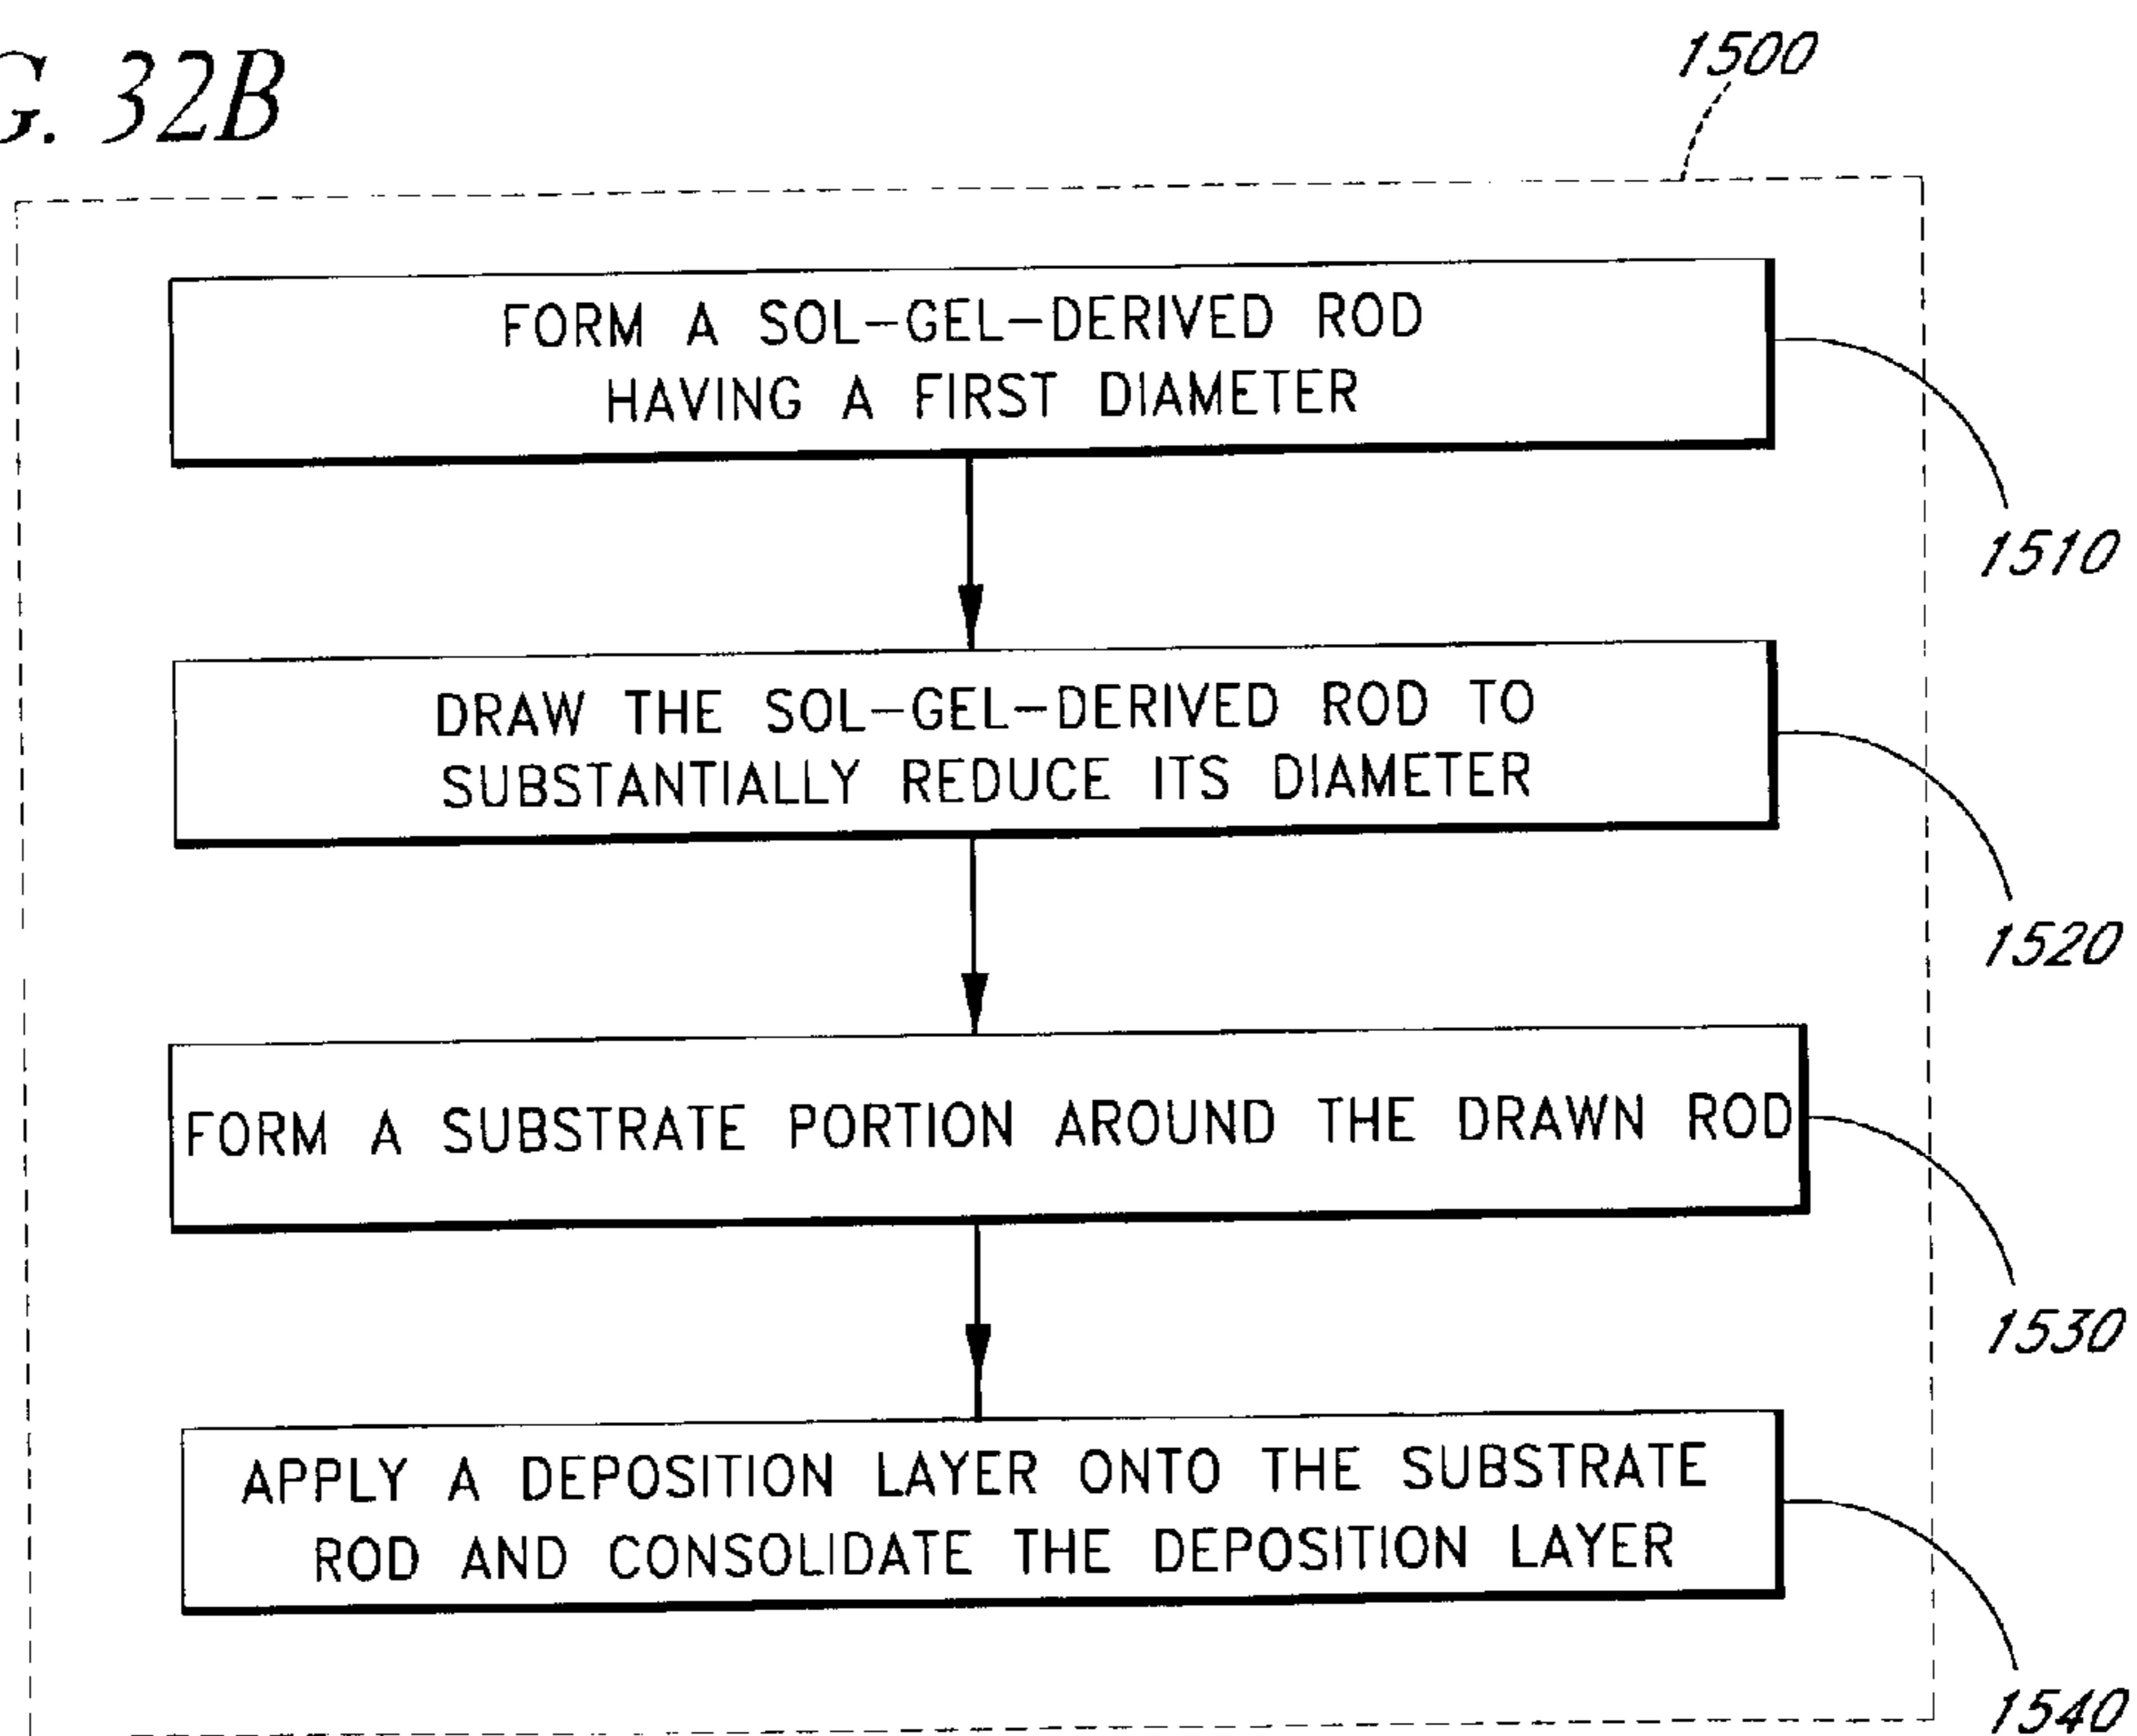 G. 32B
1500
FORM A SOL-GEL-DERIVED ROD
HAVING A FIRST DIAMETER
1510
DRAW THE SOL-GEL-DERIVED ROD TO
SUBSTANTIALLY REDUCE ITS DIAMETER
1520
FORM A SUBSTRATE PORTION AROUND THE DRAWN ROD
1530
APPLY A DEPOSITION LAYER ONTO THE SUBSTRATE
ROD AND CONSOLIDATE THE DEPOSITION LAYER
1540